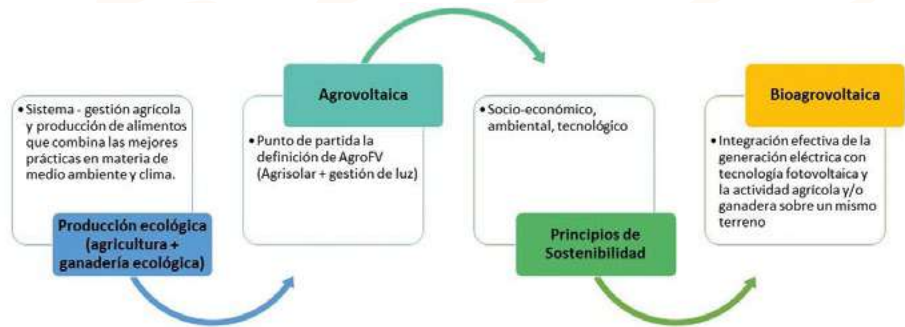 • Sistema - gestión agrícola
y producción de alimentos
que combina las mejores
prácticas en materia de
medio ambiente y clima.
Producción ecológica
(agricultura +
ganadería ecológica)
Agrovoltaica
• Punto de partida la
definición de AgroFV
(Agrisolar + gestión de luz)
• Socio-económico,
ambiental, tecnológico
Principios de
Sostenibilidad
Bioagrovoltaica
• Integración efectiva de la
generación eléctrica con
tecnología fotovoltaica y
la actividad agrícola y/o
ganadera sobre un mismo
terreno